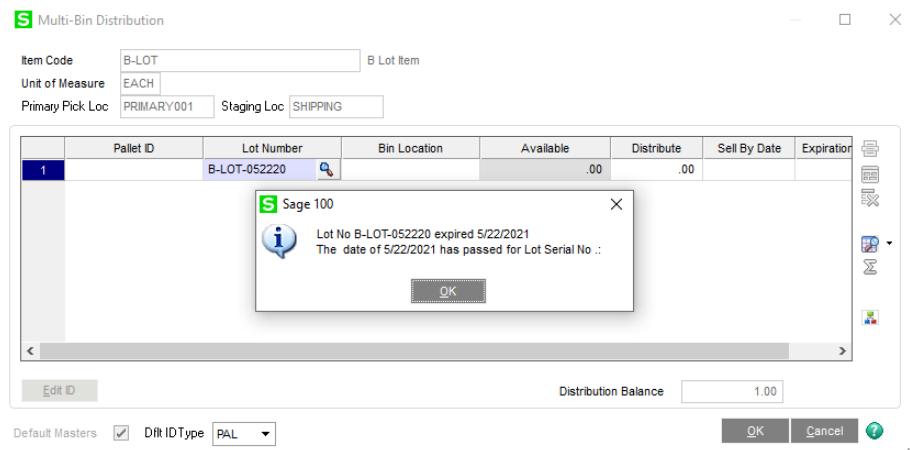 S Multi-Bin Distribution
Item Code B-LOT B Lot Item
Unit of Measure EACH
Primary Pick Loc PRIMARY001 Staging Loc SHIPPING
Pallet ID Lot Number Bin Location Available Distribute Sell By Date Expiration
1 B-LOT-052220 .00 .00
S Sage 100
Lot No B-LOT-052220 expired 5/22/2021
The  date of 5/22/2021 has passed for Lot Serial No .:
OK
Edit ID Distribution Balance 1.00
Default Masters Dflt ID Type PAL OK Cancel ?